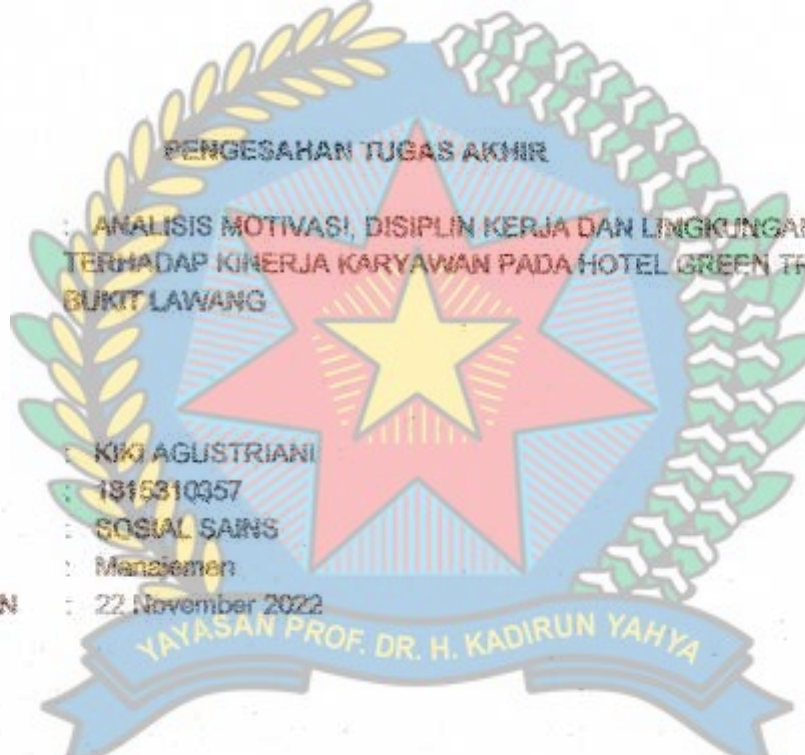 PENGESAHAN TUGAS AKHIR
: ANALISIS MOTIVASI, DISIPLIN KERJA DAN LINGKUNGAN
TERHADAP KINERJA KARYAWAN PADA HOTEL GREEN
BUKIT LAWANG
: KIKI AGUSTRIANI
: 1815310357
: SOSIAL SAINS
: Manajemen
N : 22 November 2022
YAYASAN PROF. DR. H. KADIRUN YAHYA